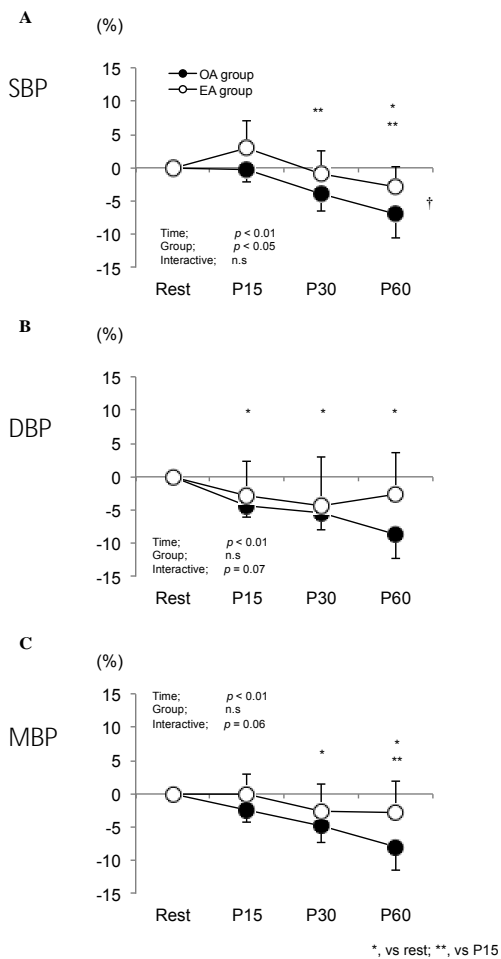 A
(%)
SBP
OA group
EA group
15
10
5
0
-5
-10
-15
**
*
**
†
Time; p < 0.01
Group; p < 0.05
Interactive; n.s
Rest P15 P30 P60
B
(%)
DBP
15
10
5
0
-5
-10
-15
* * *
Time; p < 0.01
Group; n.s
Interactive; p = 0.07
Rest P15 P30 P60
C
(%)
MBP
15
10
5
0
-5
-10
-15
Time; p < 0.01
Group; n.s
Interactive; p = 0.06
*
*
**
Rest P15 P30 P60
*, vs rest; **, vs P15